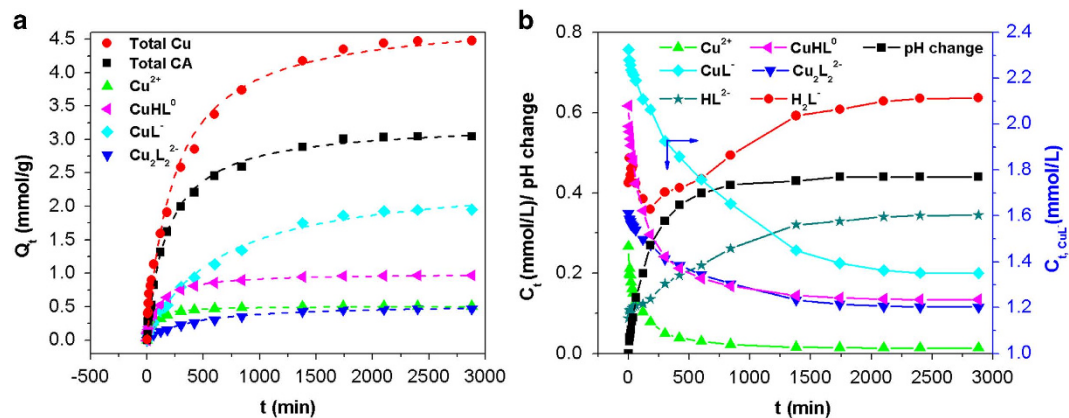 a
Q_t (mmol/g)
4.5
4.0
3.5
3.0
2.5
2.0
1.5
1.0
0.5
0.0
Total Cu
Total CA
Cu²⁺
CuHL⁰
CuL⁻
Cu₂L₂²⁻
-500 0 500 1000 1500 2000 2500 3000
t (min)
b
C_t (mmol/L)/ pH change
0.8
0.6
0.4
0.2
0.0
Cu²⁺ CuHL⁰ pH change
CuL⁻ Cu₂L₂²⁻
HL²⁻ H₂L⁻
2.4
2.2
2.0
1.8
1.6
1.4
1.2
1.0
C_t, CuL⁻ (mmol/L)
0 500 1000 1500 2000 2500 3000
t (min)